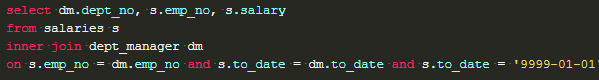 select dm.dept_no, s.emp_no, s.salary
from salaries s
inner join dept_manager dm
on s.emp_no = dm.emp_no and s.to_date = dm.to_date and s.to_date = '9999-01-01'